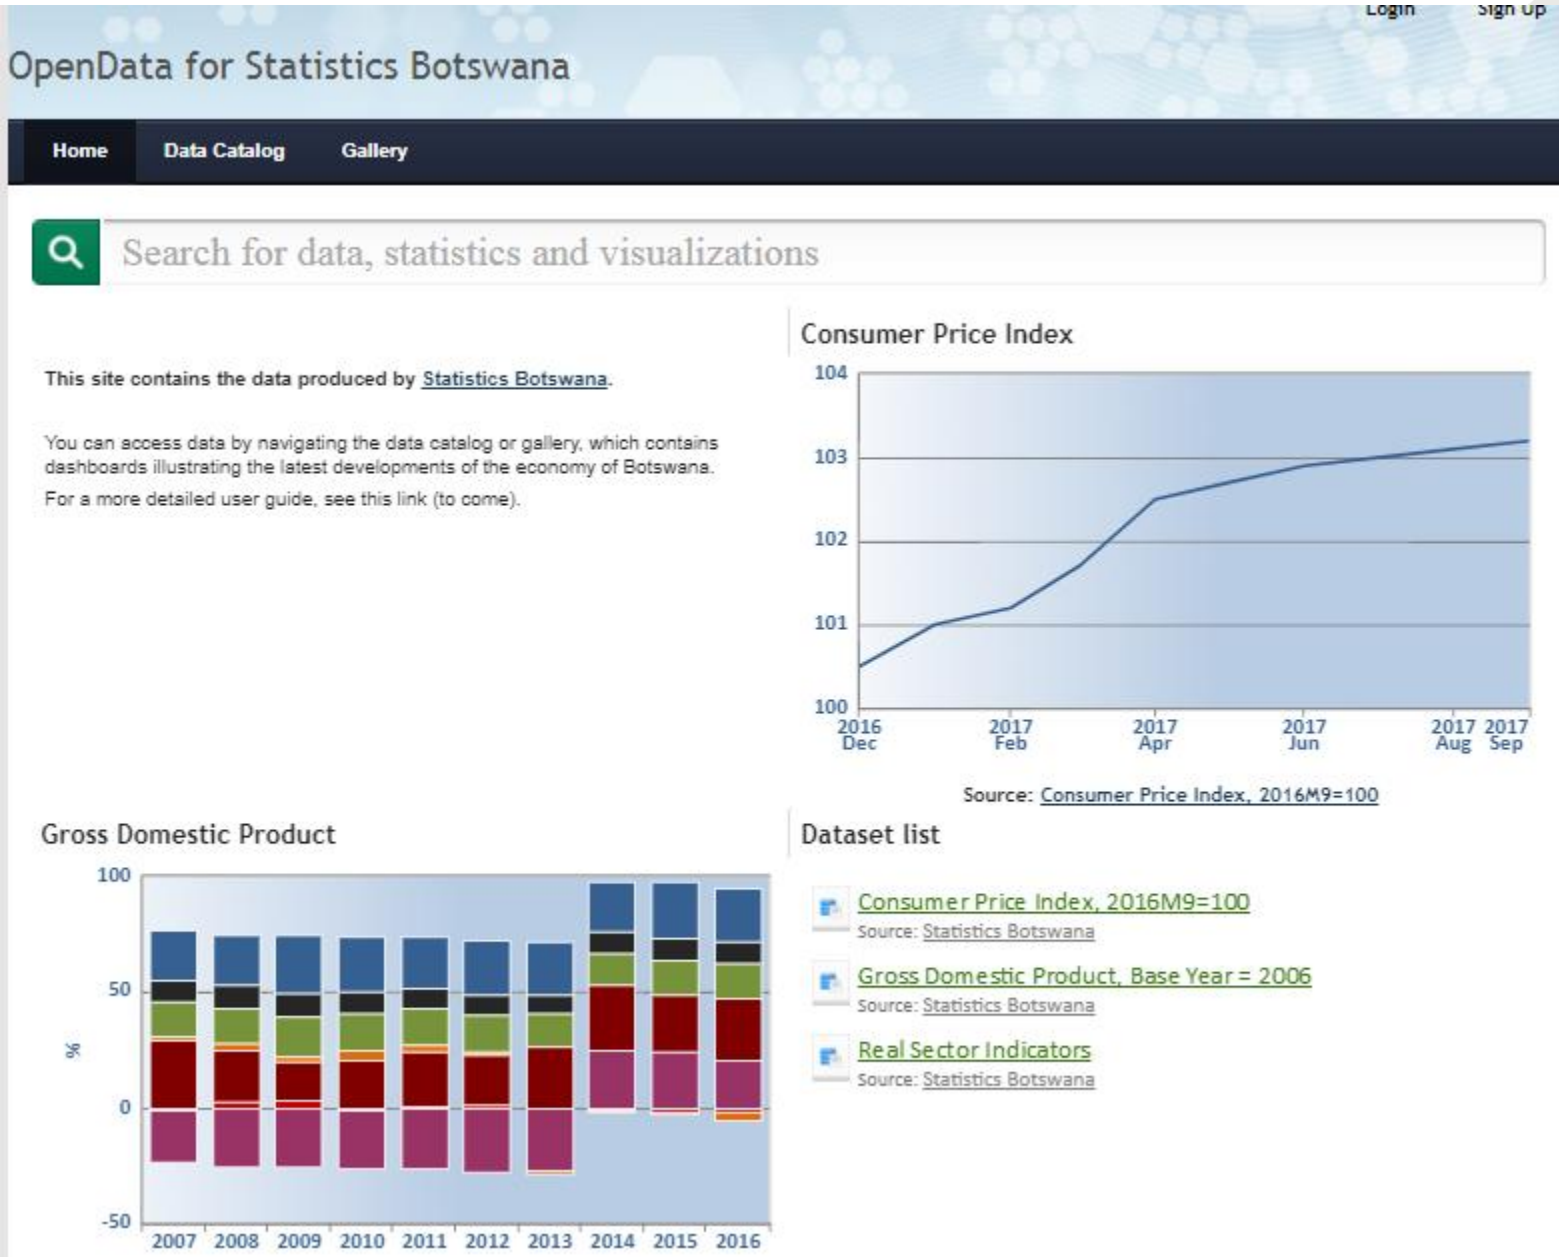 Login Sign Up
OpenData for Statistics Botswana
Home Data Catalog Gallery
Search for data, statistics and visualizations
This site contains the data produced by Statistics Botswana.
You can access data by navigating the data catalog or gallery, which contains
dashboards illustrating the latest developments of the economy of Botswana.
For a more detailed user guide, see this link (to come).
Consumer Price Index
104
103
102
101
100
2016 2017 2017 2017 2017 2017
Dec Feb Apr Jun Aug Sep
Source: Consumer Price Index, 2016M9=100
Gross Domestic Product
100
50
%
0
-50
2007 2008 2009 2010 2011 2012 2013 2014 2015 2016
Dataset list
Consumer Price Index, 2016M9=100
Source: Statistics Botswana
Gross Domestic Product, Base Year = 2006
Source: Statistics Botswana
Real Sector Indicators
Source: Statistics Botswana